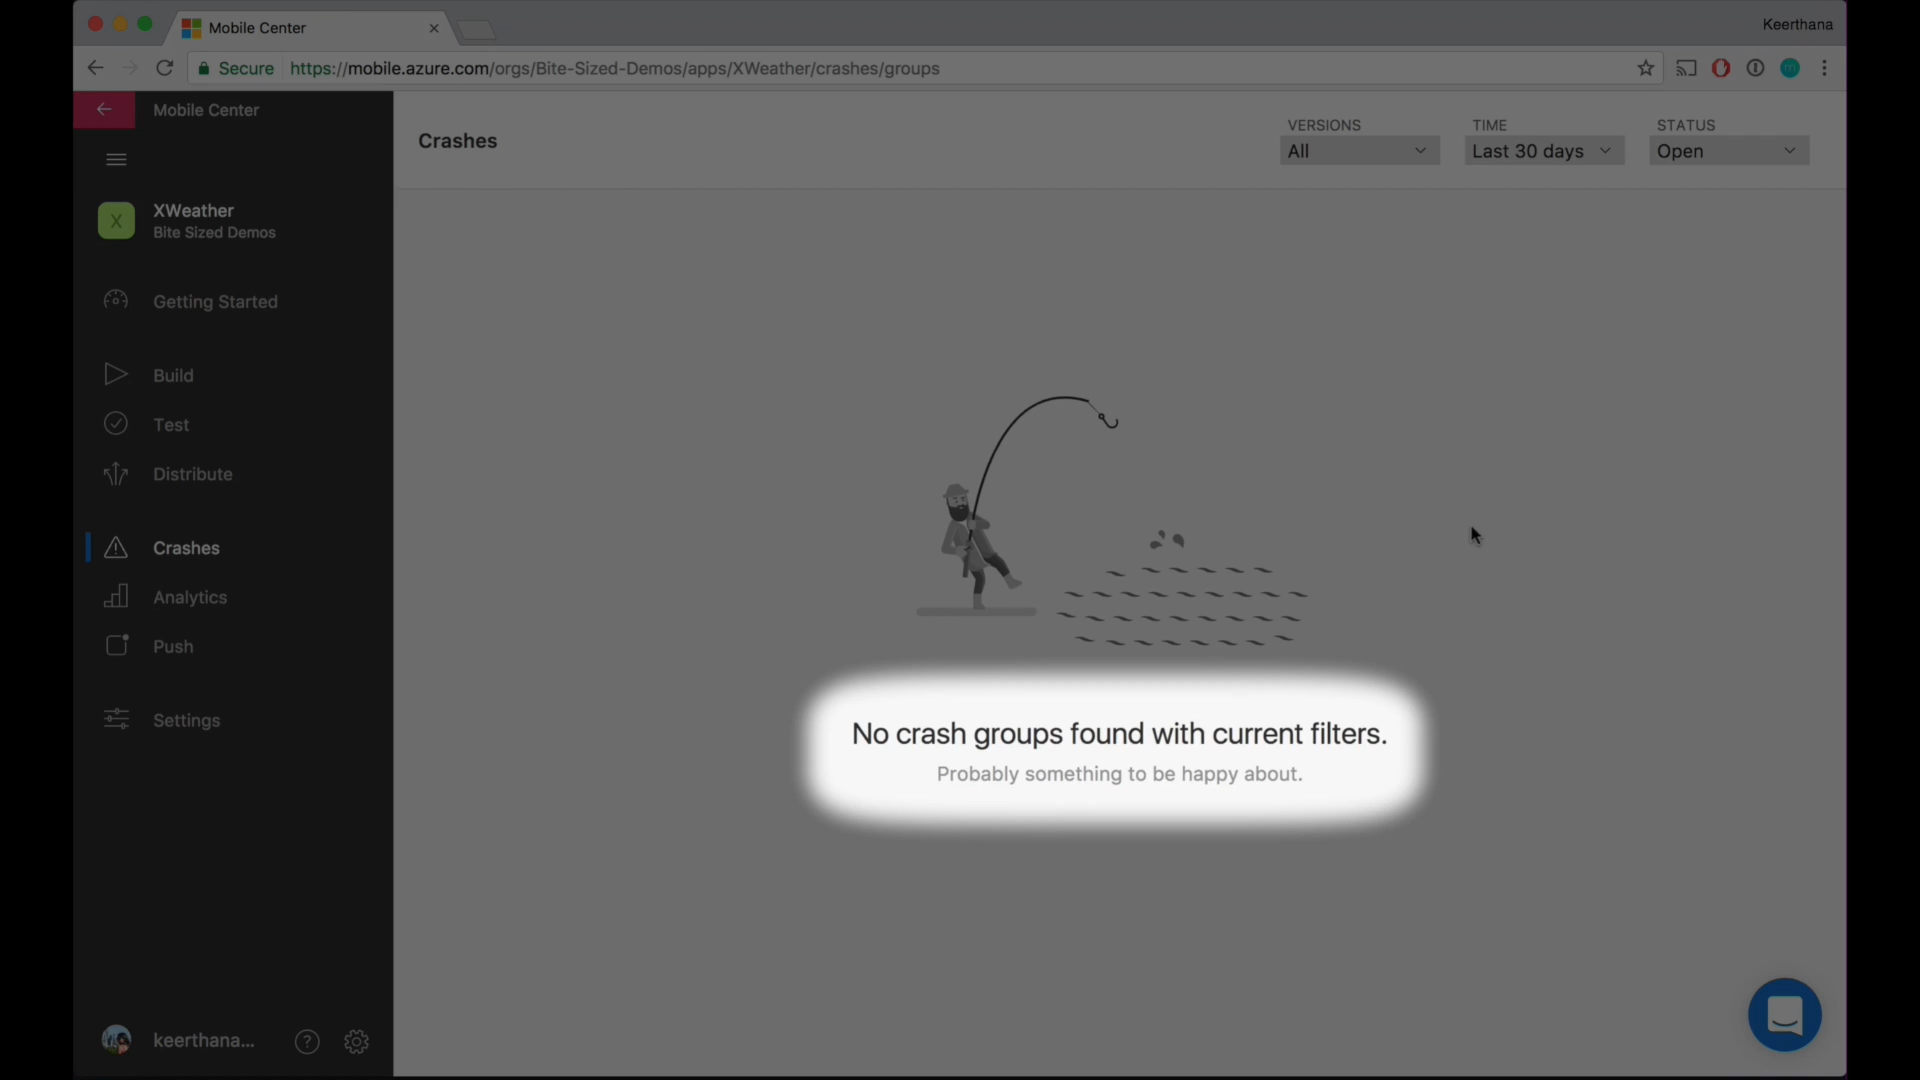 Mobile Center
Keerthana
Secure https://mobile.azure.com/orgs/Bite-Sized-Demos/apps/XWeather/crashes/groups
Mobile Center
X
XWeather
Bite Sized Demos
Getting Started
Build
Test
Distribute
Crashes
Analytics
Push
Settings
keerthana...
?
Crashes
VERSIONS
All
TIME
Last 30 days
STATUS
Open
No crash groups found with current filters.
Probably something to be happy about.